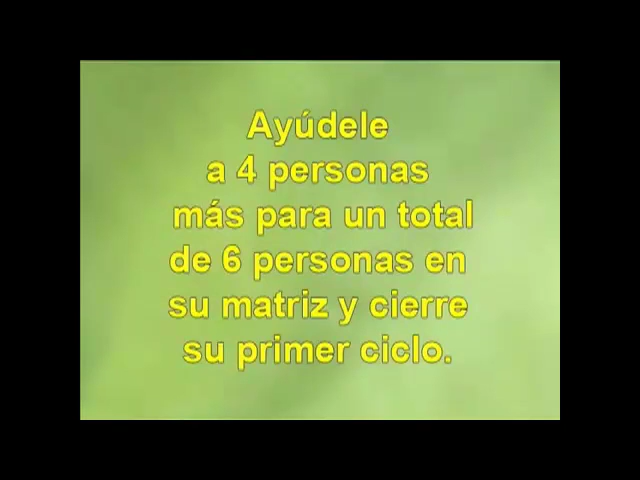 Ayúdele
a 4 personas
más para un total
de 6 personas en
su matriz y cierre
su primer ciclo.